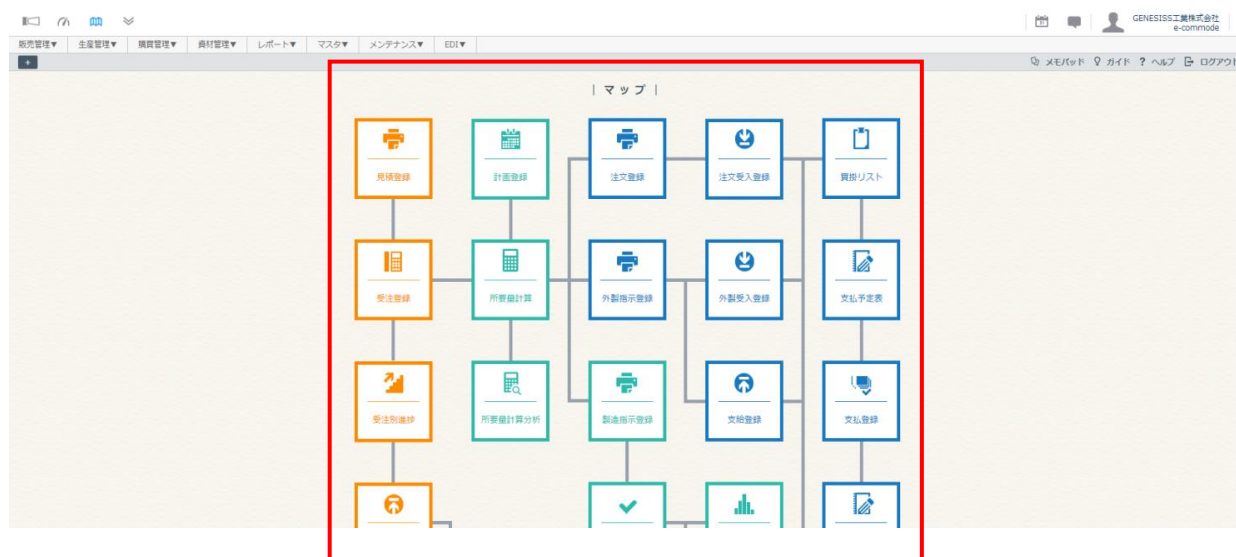 GENESISS工業株式会社
e-commode
販売管理▼ 生産管理▼ 購買管理▼ 資材管理▼ レポート▼ マスタ▼ メンテナンス▼ EDI▼
+ メモパッド ガイド ? ヘルプ ログアウト
| マップ |
見積登録 計画登録 注文登録 注文受入登録 買掛リスト
受注登録 所要量計算 外製指示登録 外製受入登録 支払予定表
受注別進捗 所要量計算分析 製造指示登録 支給登録 支払登録